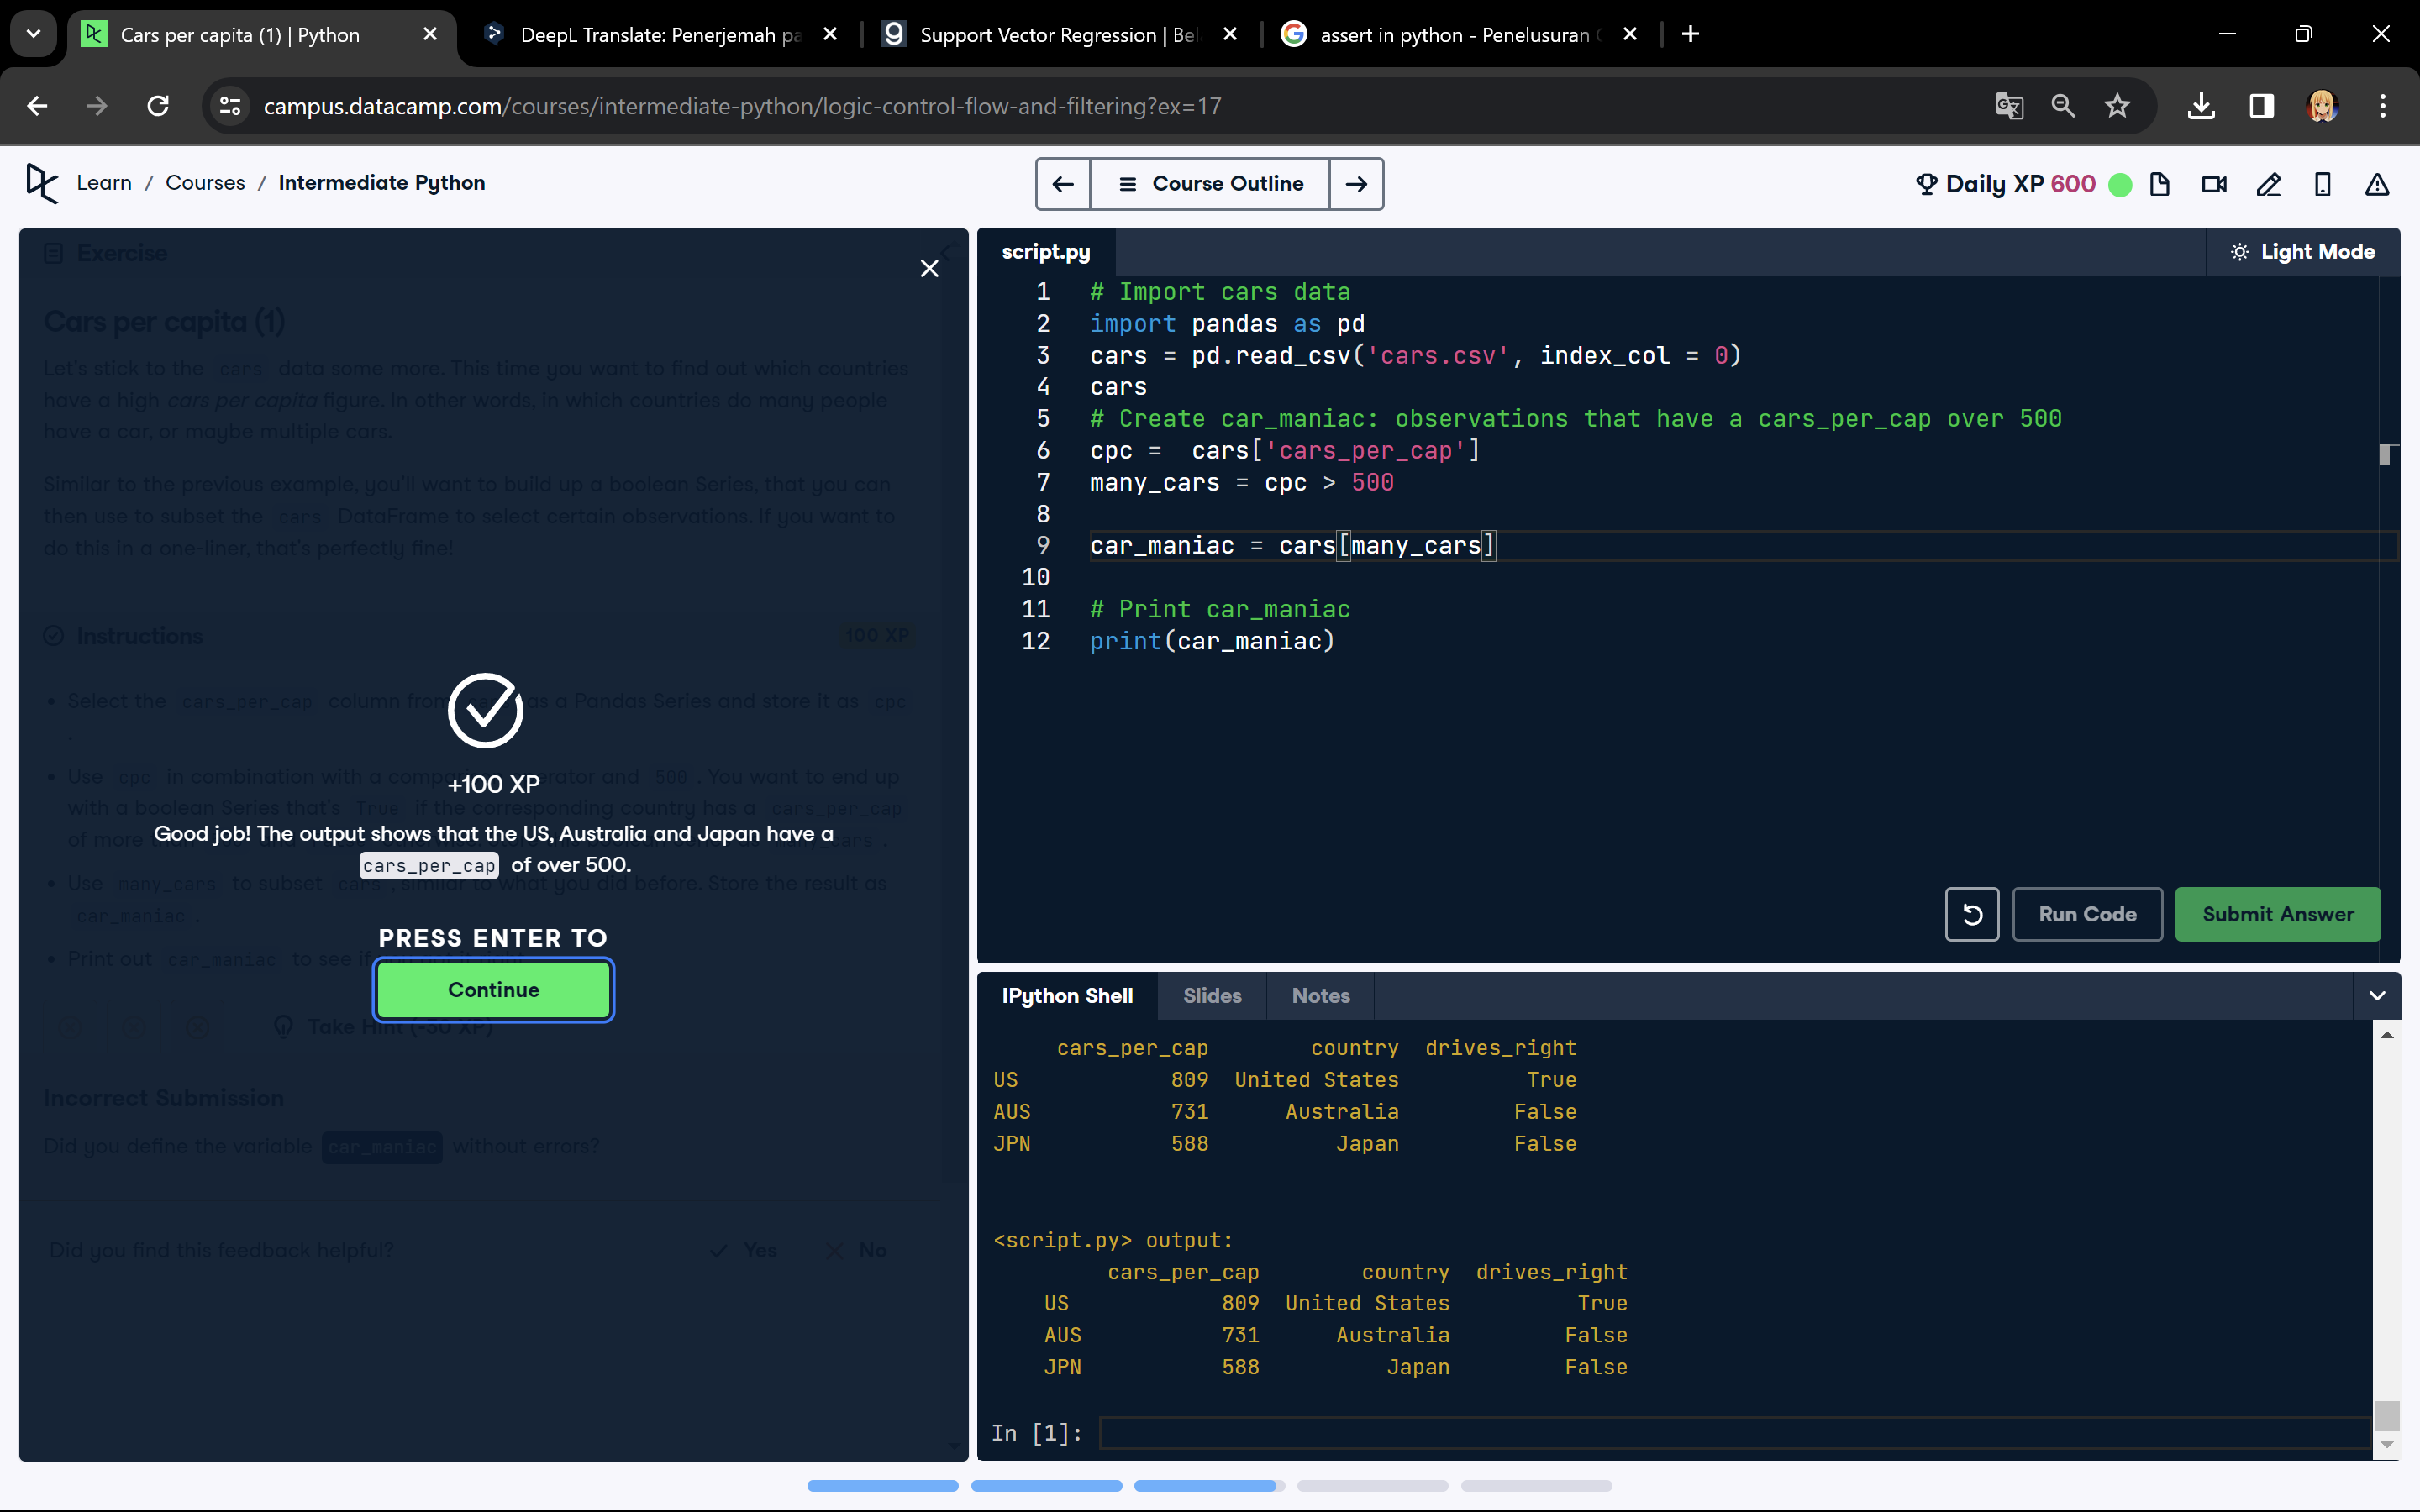 Cars per capita (1) | Python
DeepL Translate: Penerjemah pa
Support Vector Regression | Bel
assert in python - Penelusuran
campus.datacamp.com/courses/intermediate-python/logic-control-flow-and-filtering?ex=17
Learn / Courses / Intermediate Python
Course Outline
Daily XP 600
Exercise
Cars per capita (1)
Let's stick to the cars data some more. This time you want to find out which countries
have a high cars per capita figure. In other words, in which countries do many people
have a car, or maybe multiple cars.
Similar to the previous example, you'll want to build up a boolean Series, that you can
then use to subset the cars DataFrame to select certain observations. If you want to
do this in a one-liner, that's perfectly fine!
Instructions
100 XP
• Select the cars_per_cap column from as a Pandas Series and store it as cpc
.
• Use cpc in combination with a operator and 500 . You want to end up
with a boolean Series that's True if the corresponding country has a cars_per_cap
of more
• Use many_cars to subset cars , similar to what you did before. Store the result as
car_maniac .
• Print out car_maniac to see if
Take Hint (-30 XP)
+100 XP
Good job! The output shows that the US, Australia and Japan have a
cars_per_cap of over 500.
PRESS ENTER TO
Continue
Incorrect Submission
Did you define the variable car_maniac without errors?
Did you find this feedback helpful?
Yes
No
script.py
Light Mode
1 # Import cars data
2 import pandas as pd
3 cars = pd.read_csv('cars.csv', index_col = 0)
4 cars
5 # Create car_maniac: observations that have a cars_per_cap over 500
6 cpc =  cars['cars_per_cap']
7 many_cars = cpc > 500
8
9 car_maniac = cars[many_cars]
10
11 # Print car_maniac
12 print(car_maniac)
Run Code
Submit Answer
IPython Shell
Slides
Notes
cars_per_cap country drives_right
US 809 United States True
AUS 731 Australia False
JPN 588 Japan False
<script.py> output:
cars_per_cap country drives_right
US 809 United States True
AUS 731 Australia False
JPN 588 Japan False
In [1]: